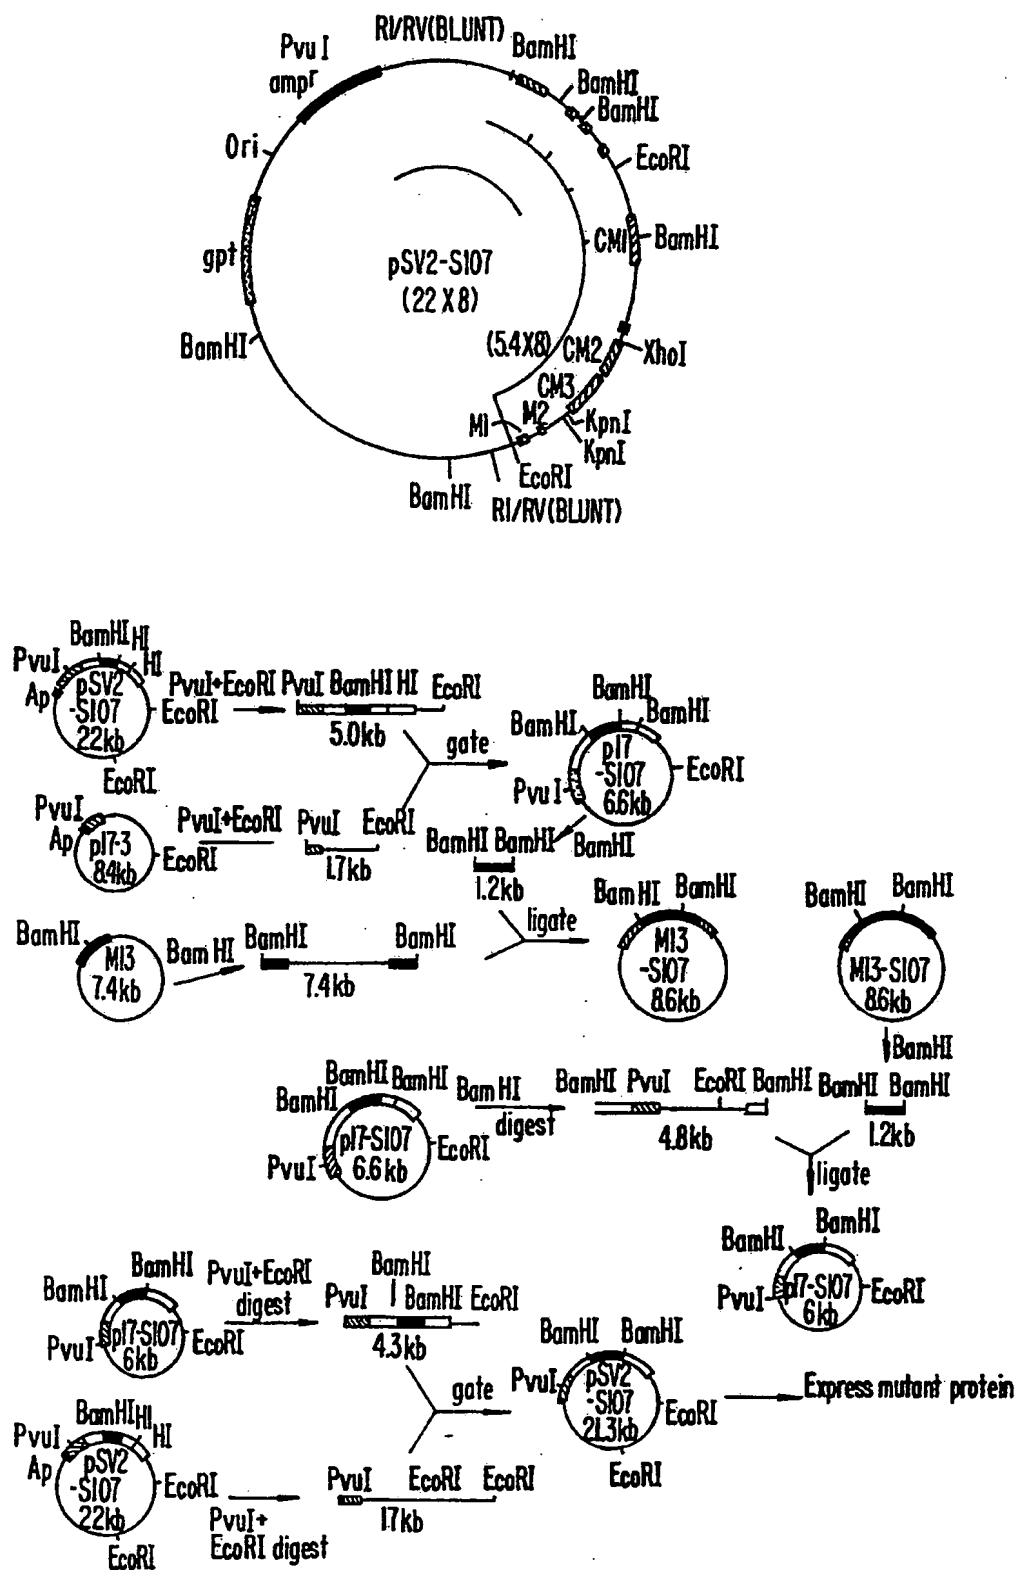 RI/RV(BLUNT)
PvuI
ampr
BamHI
BamHI
BamHI
Ori
EcoRI
gpt
CM1
BamHI
pSV2-S107
(22X8)
BamHI
(5.4X8)
CM2
XhoI
CM3
M2
KpnI
M1
KpnI
EcoRI
BamHI
RI/RV(BLUNT)
BamHI
HI
HI
PvuI
Ap
pSV2
-S107
22kb
EcoRI
EcoRI
PvuI+EcoRI
PvuI BamHI HI
EcoRI
5.0kb
gate
BamHI
BamHI
BamHI
p17
-S107
6.6kb
EcoRI
PvuI
PvuI
Ap
p17-3
8.4kb
EcoRI
PvuI+EcoRI
PvuI
EcoRI
1.7kb
BamHI BamHI
BamHI
1.2kb
ligate
BamHI
M13
7.4kb
BamHI
BamHI
BamHI
7.4kb
BamHI
BamHI
M13
-S107
8.6kb
BamHI
BamHI
M13-S107
8.6kb
BamHI
BamHI BamHI
1.2kb
BamHI
BamHI
BamHI
p17-S107
6.6kb
PvuI
EcoRI
BamHI
digest
BamHI PvuI EcoRI BamHI
4.8kb
ligate
BamHI
BamHI
PvuI
p17-S107
6kb
EcoRI
BamHI
BamHI
PvuI
p17-S107
6kb
EcoRI
PvuI+EcoRI
digest
BamHI
PvuI
BamHI EcoRI
4.3kb
gate
BamHI BamHI
PvuI
pSV2
-S107
21.3kb
EcoRI
EcoRI
Express mutant protein
BamHI
HI
HI
PvuI
Ap
pSV2
-S107
22kb
EcoRI
EcoRI
PvuI+
EcoRI digest
PvuI EcoRI EcoRI
17kb